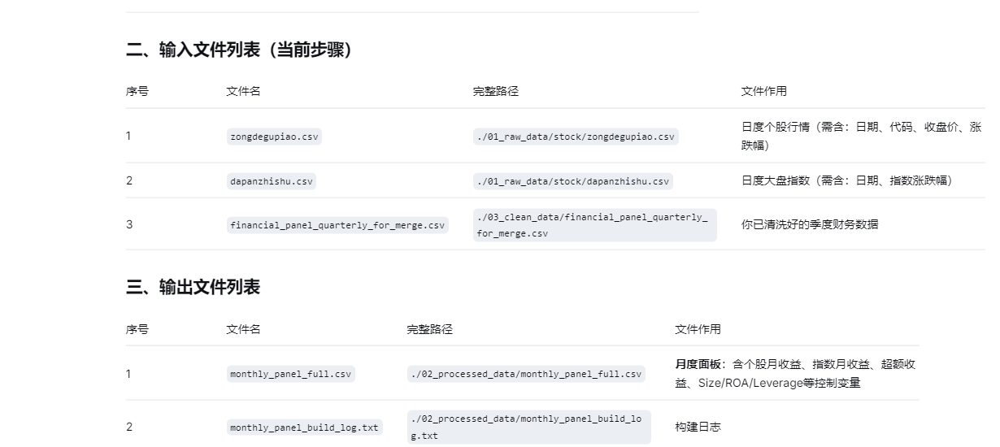 二、输入文件列表（当前步骤）
序号 文件名 完整路径 文件作用
1 zongdegupiao.csv ./01_raw_data/stock/zongdegupiao.csv 日度个股行情（需含：日期、代码、收盘价、涨
跌幅）
2 dapanzhishu.csv ./01_raw_data/stock/dapanzhishu.csv 日度大盘指数（需含：日期、指数涨跌幅）
3 financial_panel_quarterly_for_merge.csv ./03_clean_data/financial_panel_quarterly_
for_merge.csv 你已清洗好的季度财务数据
三、输出文件列表
序号 文件名 完整路径 文件作用
1 monthly_panel_full.csv ./02_processed_data/monthly_panel_full.csv 月度面板：含个股月收益、指数月收益、超额收
益、Size/ROA/Leverage等控制变量
2 monthly_panel_build_log.txt ./02_processed_data/monthly_panel_build_lo
g.txt 构建日志